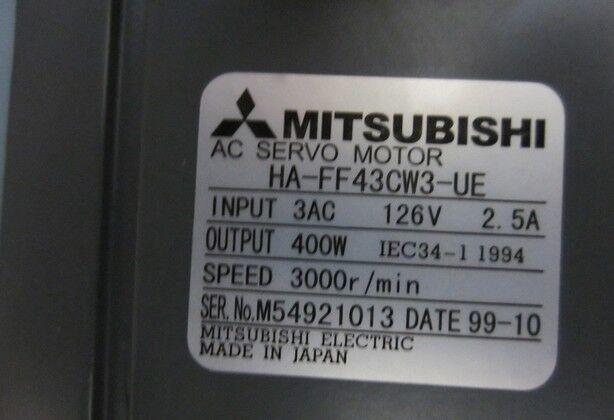 MITSUBISHI
AC SERVO MOTOR
HA-FF43CW3-UE
INPUT 3AC 126V 2.5A
OUTPUT 400W IEC34-1 1994
SPEED 3000r/min
SER.No.M54921013 DATE 99-10
MITSUBISHI ELECTRIC
MADE IN JAPAN